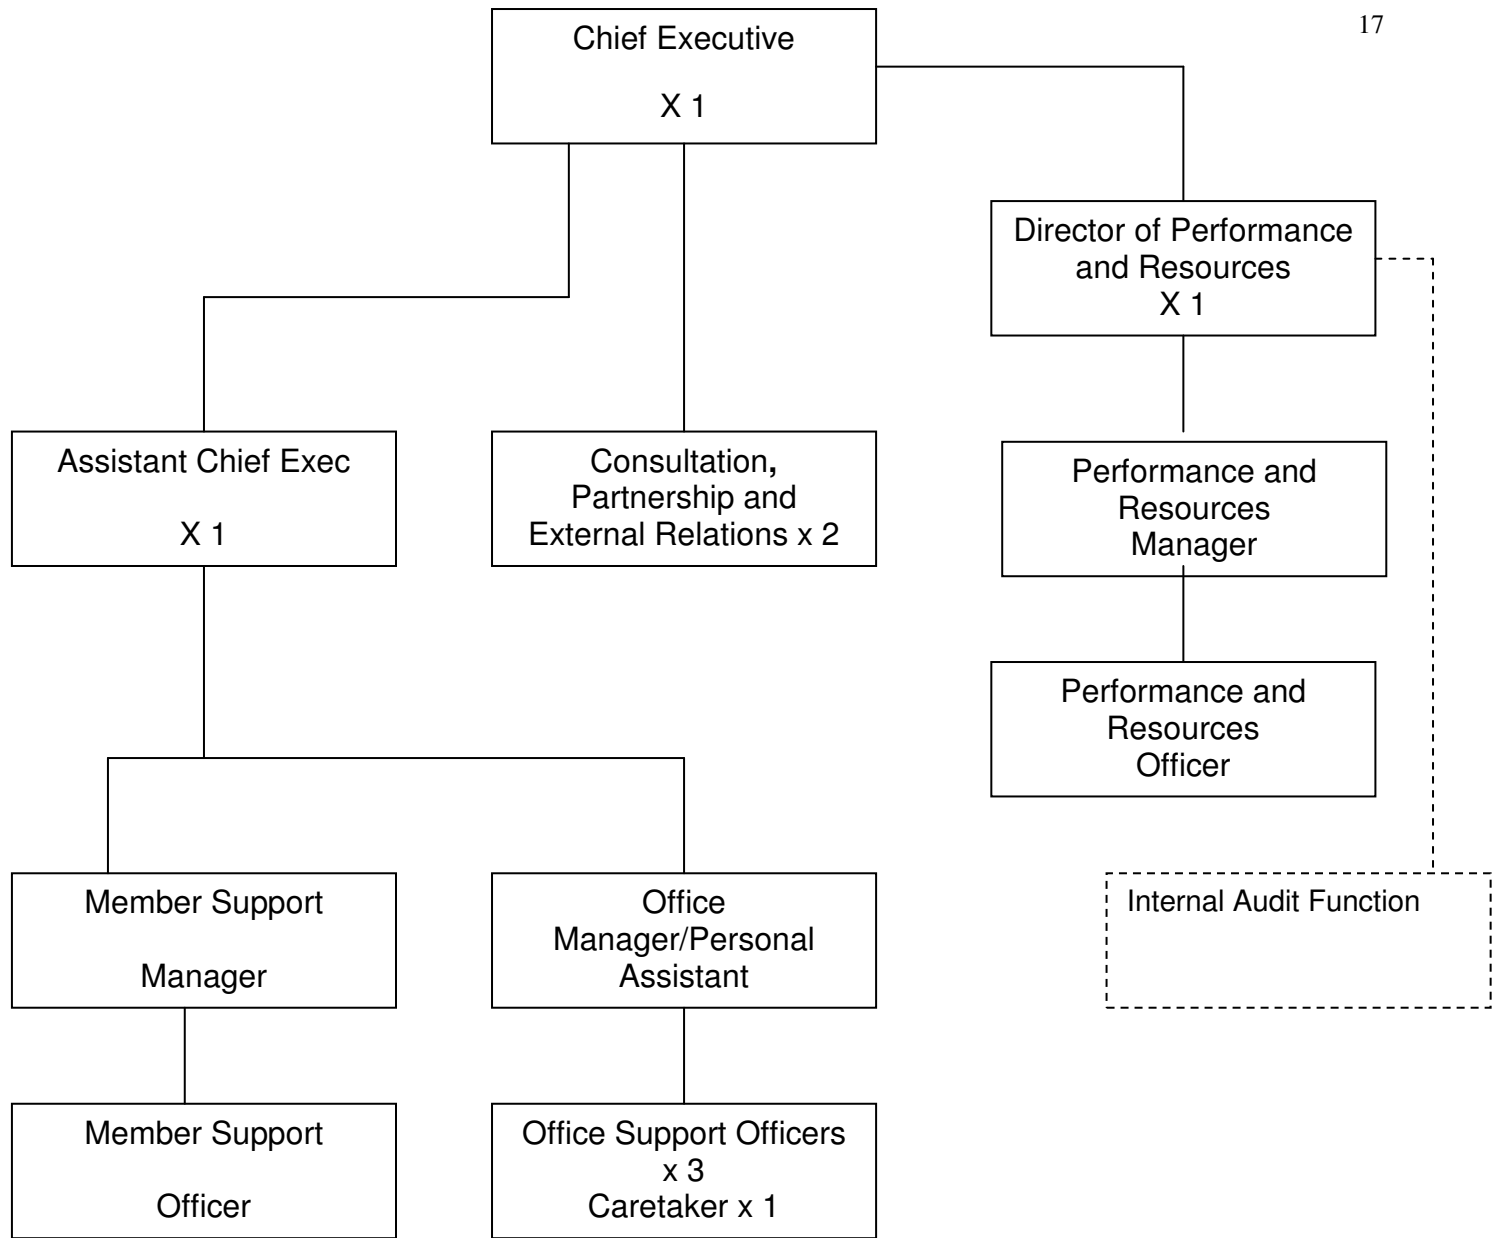 17
Chief Executive
X 1
Director of Performance
and Resources
X 1
Assistant Chief Exec
X 1
Consultation,
Partnership and
External Relations x 2
Performance and
Resources
Manager
Performance and
Resources
Officer
Member Support
Manager
Office
Manager/Personal
Assistant
Internal Audit Function
Member Support
Officer
Office Support Officers
x 3
Caretaker x 1